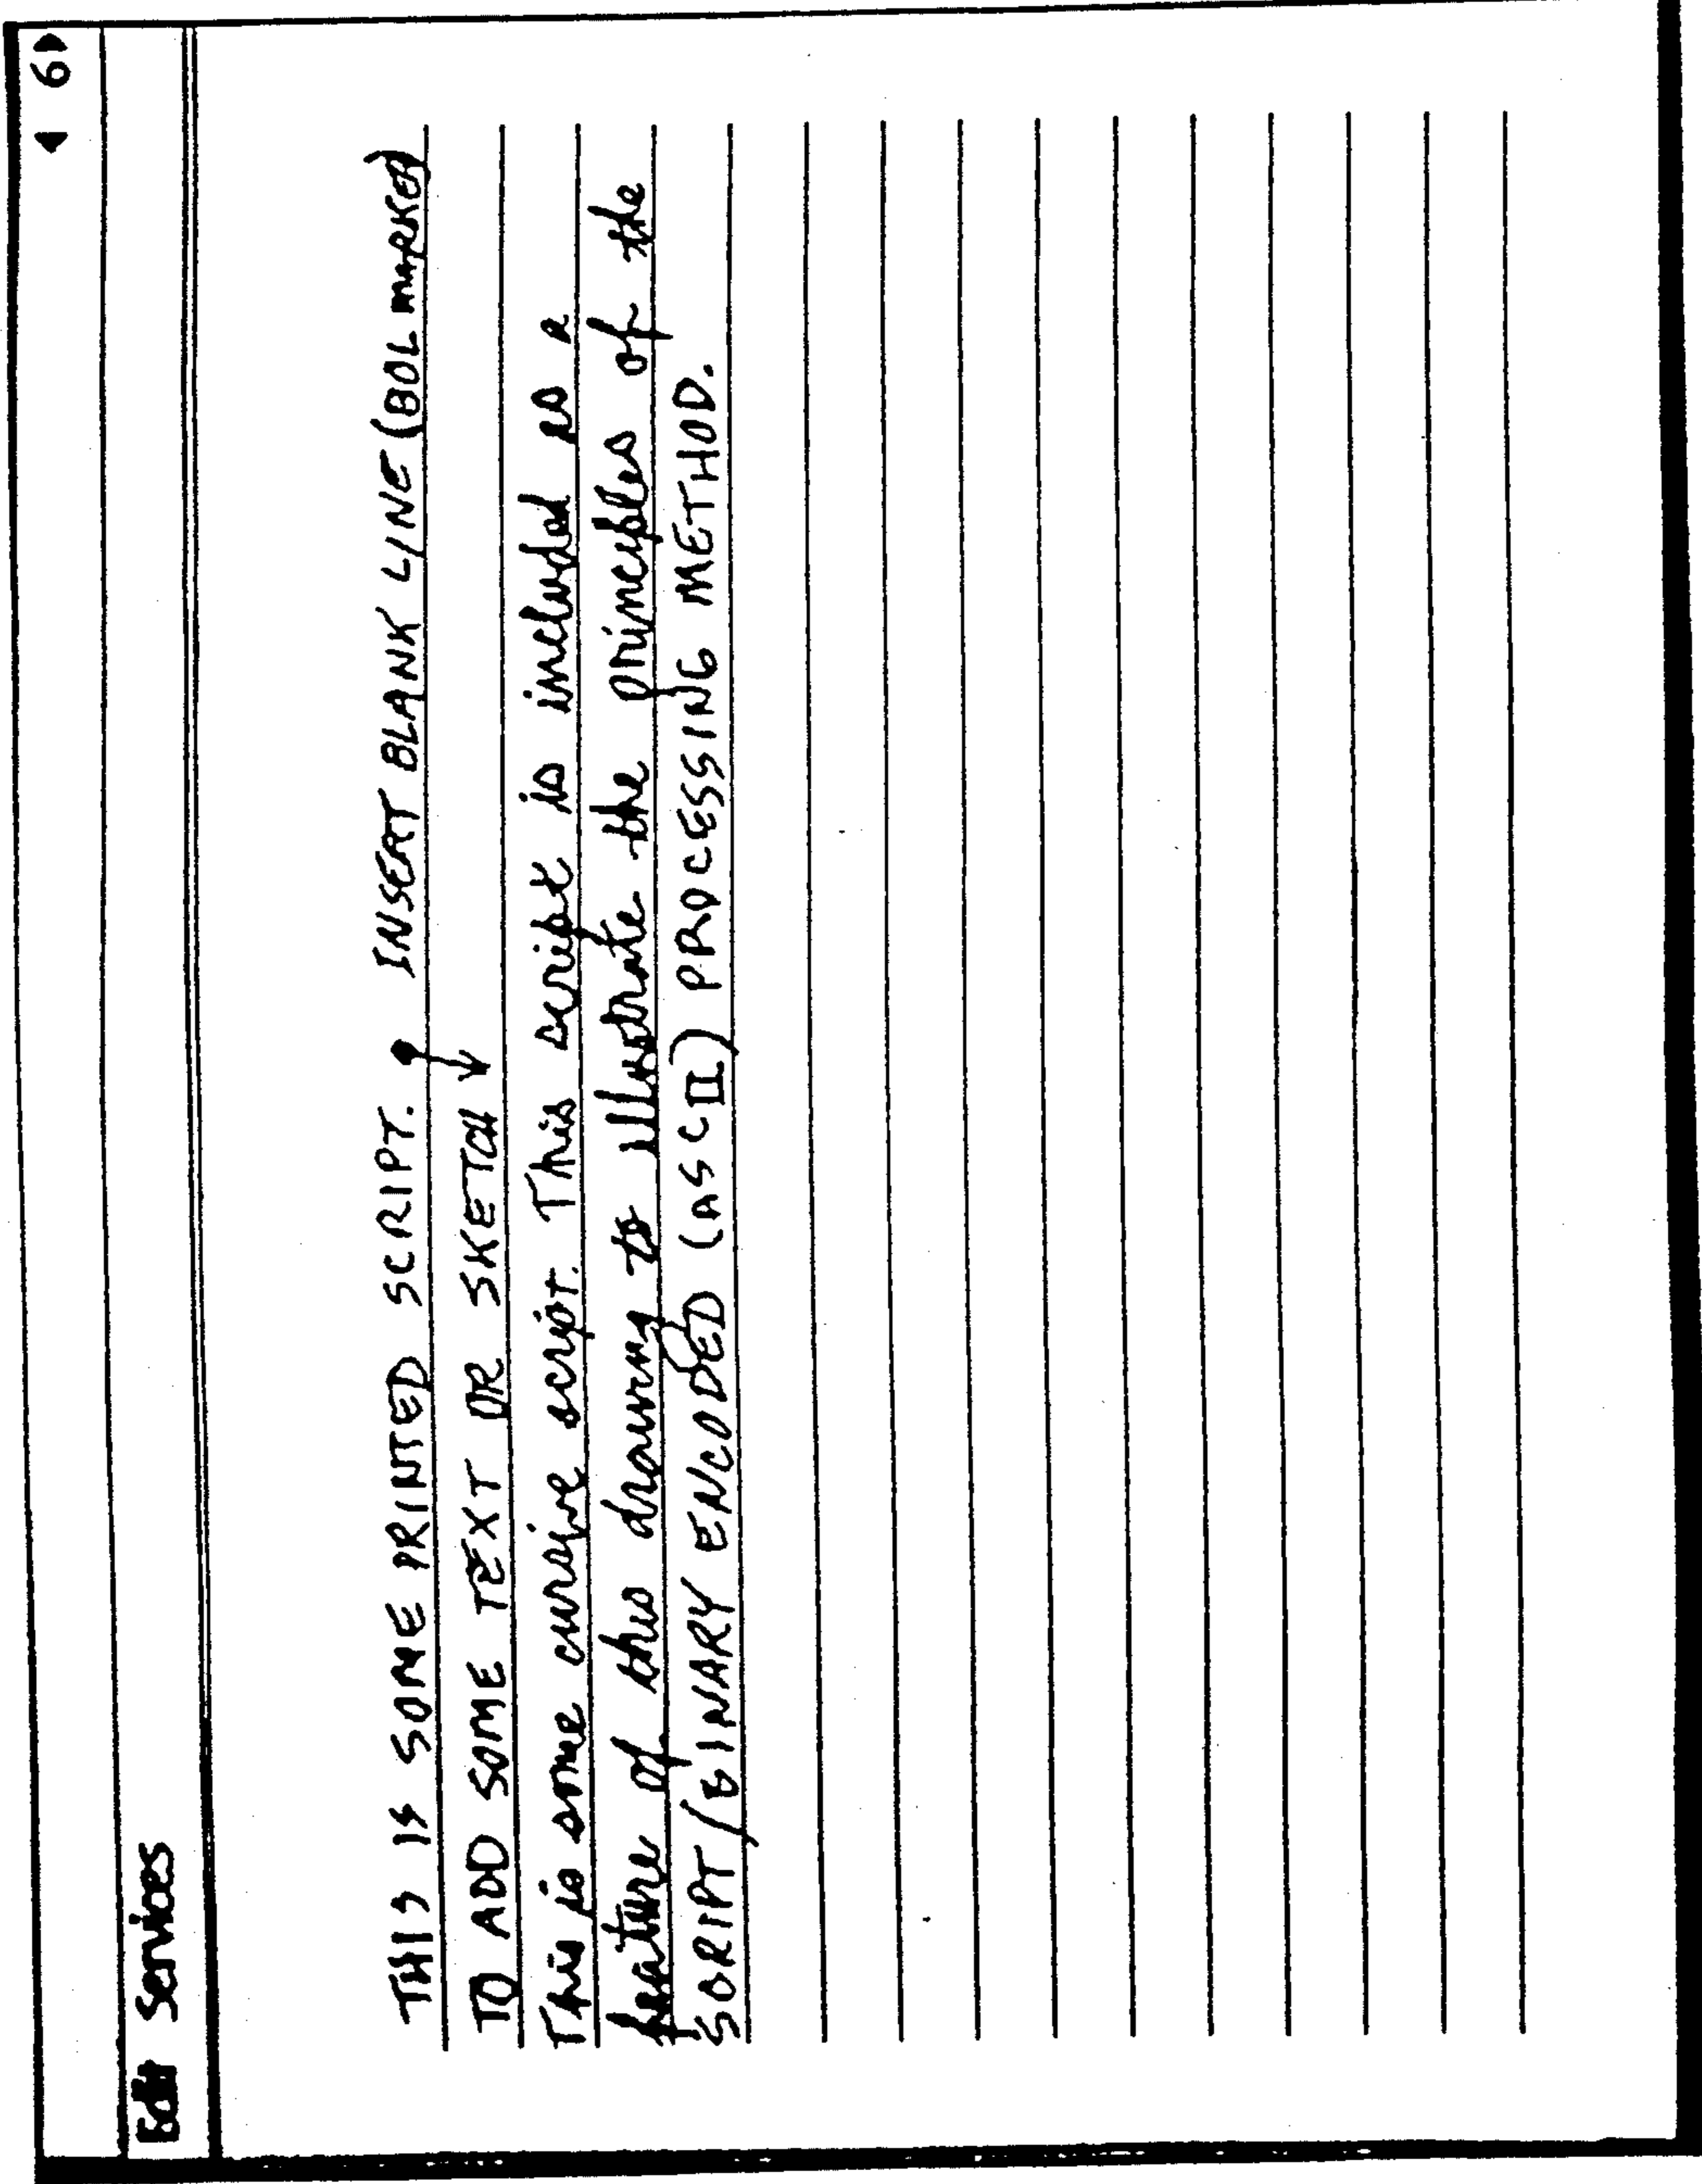 ◀ 6 ▶
Edit Services
THIS IS SOME PRINTED SCRIPT. INSERT BLANK LINE (BOL marked)
TO ADD SOME TEXT OR SKETCH
This is some cursive script. This script is included as a
feature of this drawing to illustrate the principles of the
SCRIPT/BINARY ENCODED (ASCII) PROCESSING METHOD.